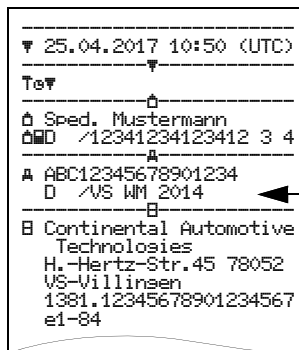 ▼ 25.04.2017 10:50 (UTC)
T⊙▼
Sped. Mustermann
D /12341234123412 3 4
A ABC12345678901234
D /VS WM 2014
B Continental Automotive
Technologies
H.-Hertz-Str.45 78052
VS-Villingen
1381.12345678901234567
e1-84